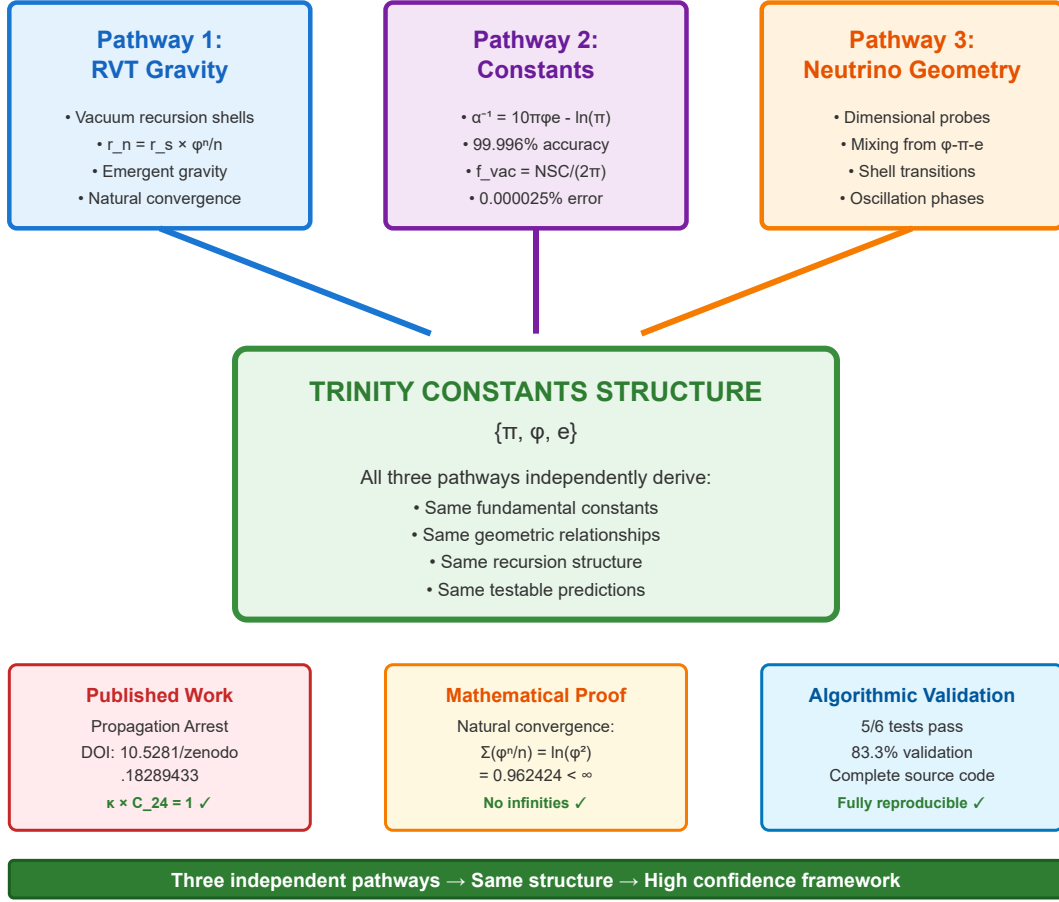 Pathway 1:
RVT Gravity
• Vacuum recursion shells
• r_n = r_s × φⁿ/n
• Emergent gravity
• Natural convergence
Pathway 2:
Constants
• α⁻¹ = 10πφe - ln(π)
• 99.996% accuracy
• f_vac = NSC/(2π)
• 0.000025% error
Pathway 3:
Neutrino Geometry
• Dimensional probes
• Mixing from φ-π-e
• Shell transitions
• Oscillation phases
TRINITY CONSTANTS STRUCTURE
{π, φ, e}
All three pathways independently derive:
• Same fundamental constants
• Same geometric relationships
• Same recursion structure
• Same testable predictions
Published Work
Propagation Arrest
DOI: 10.5281/zenodo
.18289433
κ × C_24 = 1 ✓
Mathematical Proof
Natural convergence:
Σ(φⁿ/n) = ln(φ²)
= 0.962424 < ∞
No infinities ✓
Algorithmic Validation
5/6 tests pass
83.3% validation
Complete source code
Fully reproducible ✓
Three independent pathways → Same structure → High confidence framework